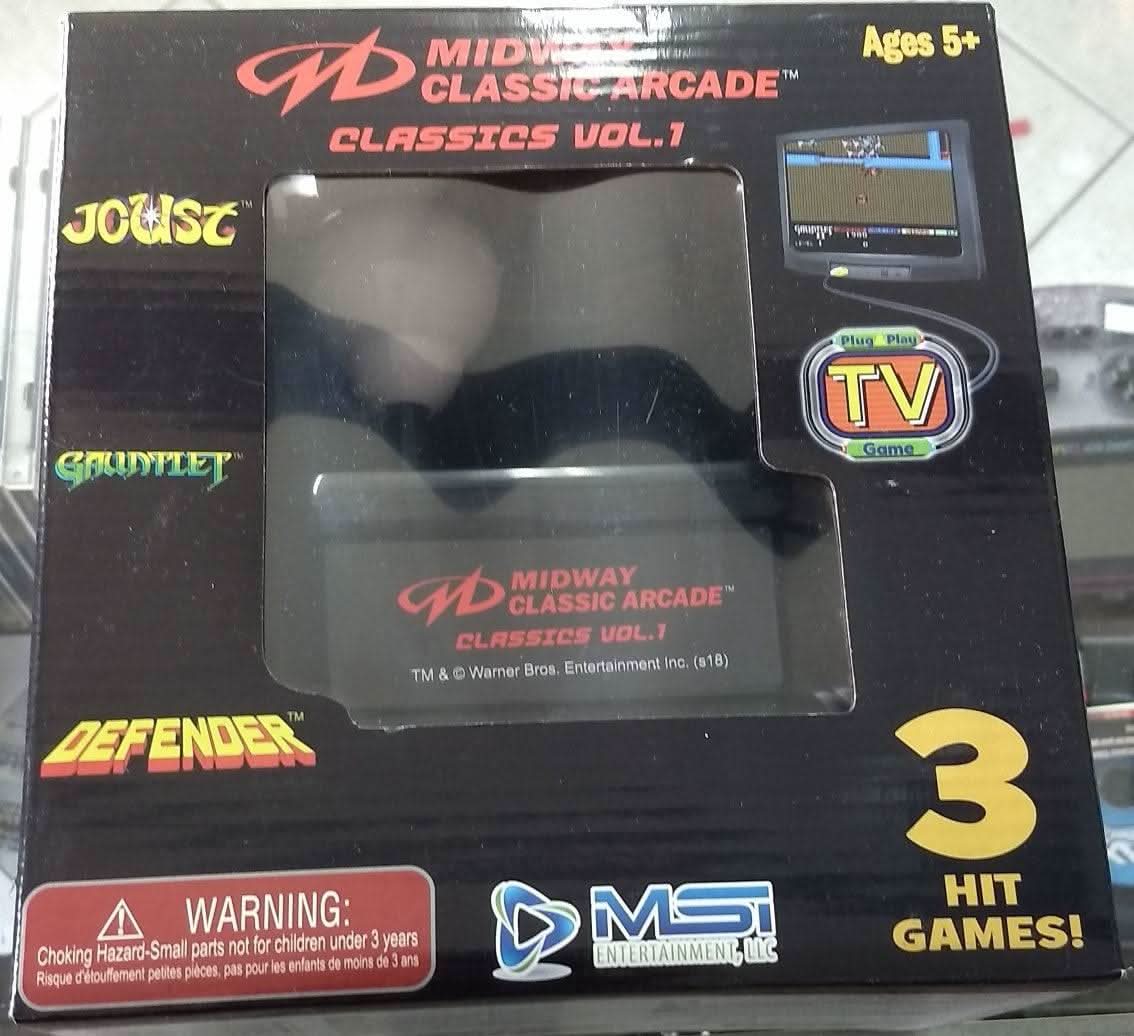 MIDWAY
CLASSIC ARCADE™
CLASSICS VOL.1
Ages 5+
JOUST™
GAUNTLET
1980
Plug Play
TV
Game
GAUNTLET™
MIDWAY
CLASSIC ARCADE™
CLASSICS VOL.1
TM & © Warner Bros. Entertainment Inc. (s18)
DEFENDER™
3
HIT
GAMES!
WARNING:
Choking Hazard-Small parts not for children under 3 years
Risque d'étouffement petites pièces, pas pour les enfants de moins de 3 ans
MSI
ENTERTAINMENT, LLC